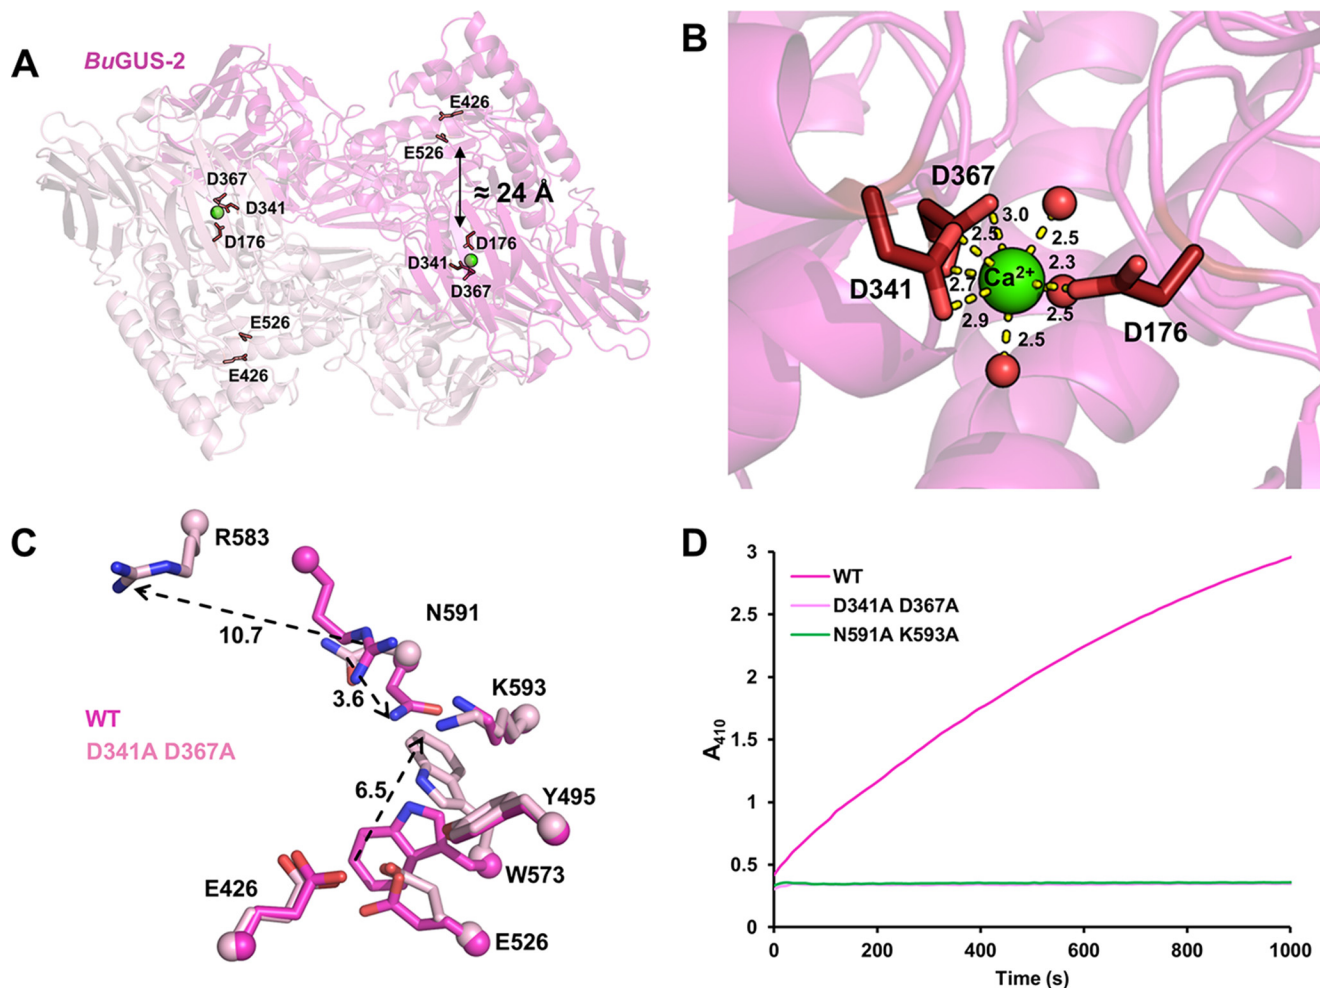 A
BuGUS-2
E426
E526
≈ 24 Å
D367
D341
D176
D176
D341
D367
E526
E426
B
D367
3.0
2.5
2.5
2.3
Ca2+
2.7
D341
2.9
2.5
2.5
D176
C
R583
N591
10.7
3.6
K593
WT
D341A D367A
6.5
Y495
W573
E426
E526
D
3
2.5
2
1.5
1
0.5
0
A410
WT
D341A D367A
N591A K593A
0
200
400
600
800
1000
Time (s)